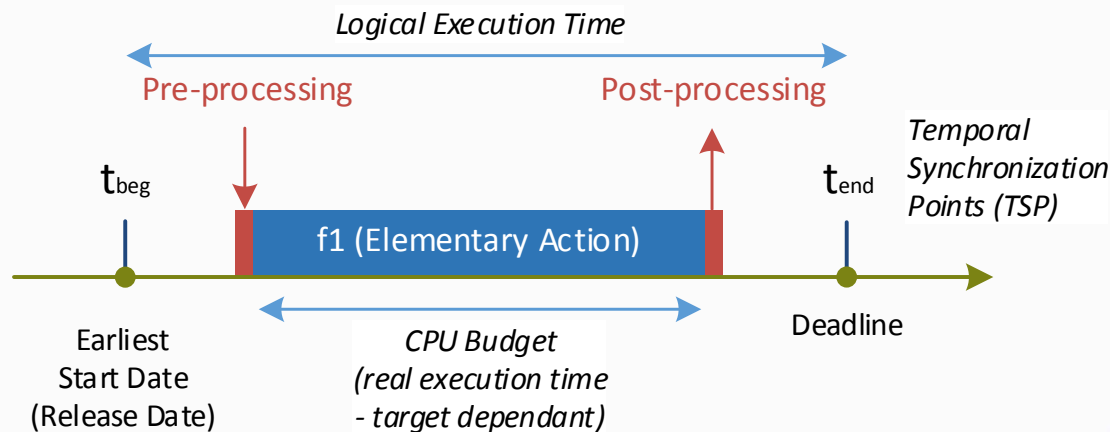 Logical Execution Time
Pre-processing
Post-processing
Temporal
Synchronization
Points (TSP)
tbeg
tend
f1 (Elementary Action)
Earliest
Start Date
(Release Date)
CPU Budget
(real execution time
- target dependant)
Deadline